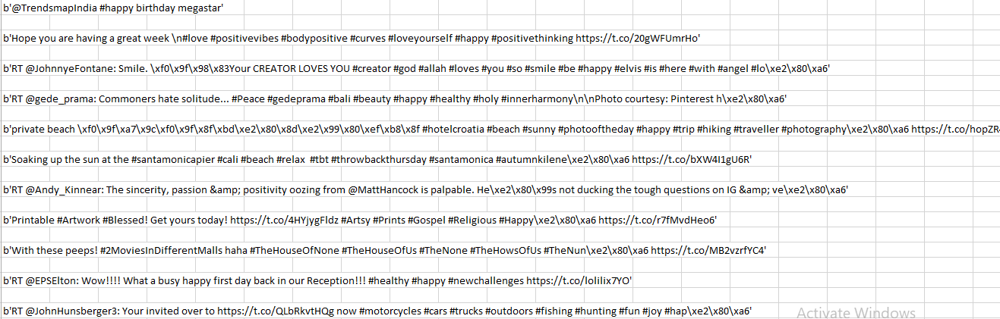 b'@TrendsmapIndia #happy birthday megastar'
b'Hope you are having a great week \n#love #positivevibes #bodypositive #curves #loveyourself #happy #positivethinking https://t.co/20gWFUmrHo'
b'RT @JohnnyeFontane: Smile. \xf0\x9f\x98\x83Your CREATOR LOVES YOU #creator #god #allah #loves #you #so #smile #be #happy #elvis #is #here #with #angel #lo\xe2\x80\xa6'
b'RT @gede_prama: Commoners hate solitude... #Peace #gedeprama #bali #beauty #happy #healthy #holy #innerharmony\n\nPhoto courtesy: Pinterest h\xe2\x80\xa6'
b'private beach \xf0\x9f\xa7\x9c\xf0\x9f\x8f\xbd\xe2\x80\x8d\xe2\x99\x80\xef\xb8\x8f #hotelcroatia #beach #sunny #photooftheday #happy #trip #hiking #traveller #photography\xe2\x80\xa6 https://t.co/hopZR
b'Soaking up the sun at the #santamonicapier #cali #beach #relax  #tbt #throwbackthursday #santamonica #autumnkilene\xe2\x80\xa6 https://t.co/bXW4I1gU6R'
b'RT @Andy_Kinnear: The sincerity, passion &amp; positivity oozing from @MattHancock is palpable. He\xe2\x80\x99s not ducking the tough questions on IG &amp; ve\xe2\x80\xa6'
b'Printable #Artwork #Blessed! Get yours today! https://t.co/4HYjygFldz #Artsy #Prints #Gospel #Religious #Happy\xe2\x80\xa6 https://t.co/r7fMvdHeo6'
b'With these peeps! #2MoviesInDifferentMalls haha #TheHouseOfNone #TheHouseOfUs #TheNone #TheHowsOfUs #TheNun\xe2\x80\xa6 https://t.co/MB2vzrfYC4'
b'RT @EPSElton: Wow!!!! What a busy happy first day back in our Reception!!! #healthy #happy #newchallenges https://t.co/loliIix7YO'
b'RT @JohnHunsberger3: Your invited over to https://t.co/QLbRkvtHQg now #motorcycles #cars #trucks #outdoors #fishing #hunting #fun #joy #hap\xe2\x80\xa6'
Activate Windows